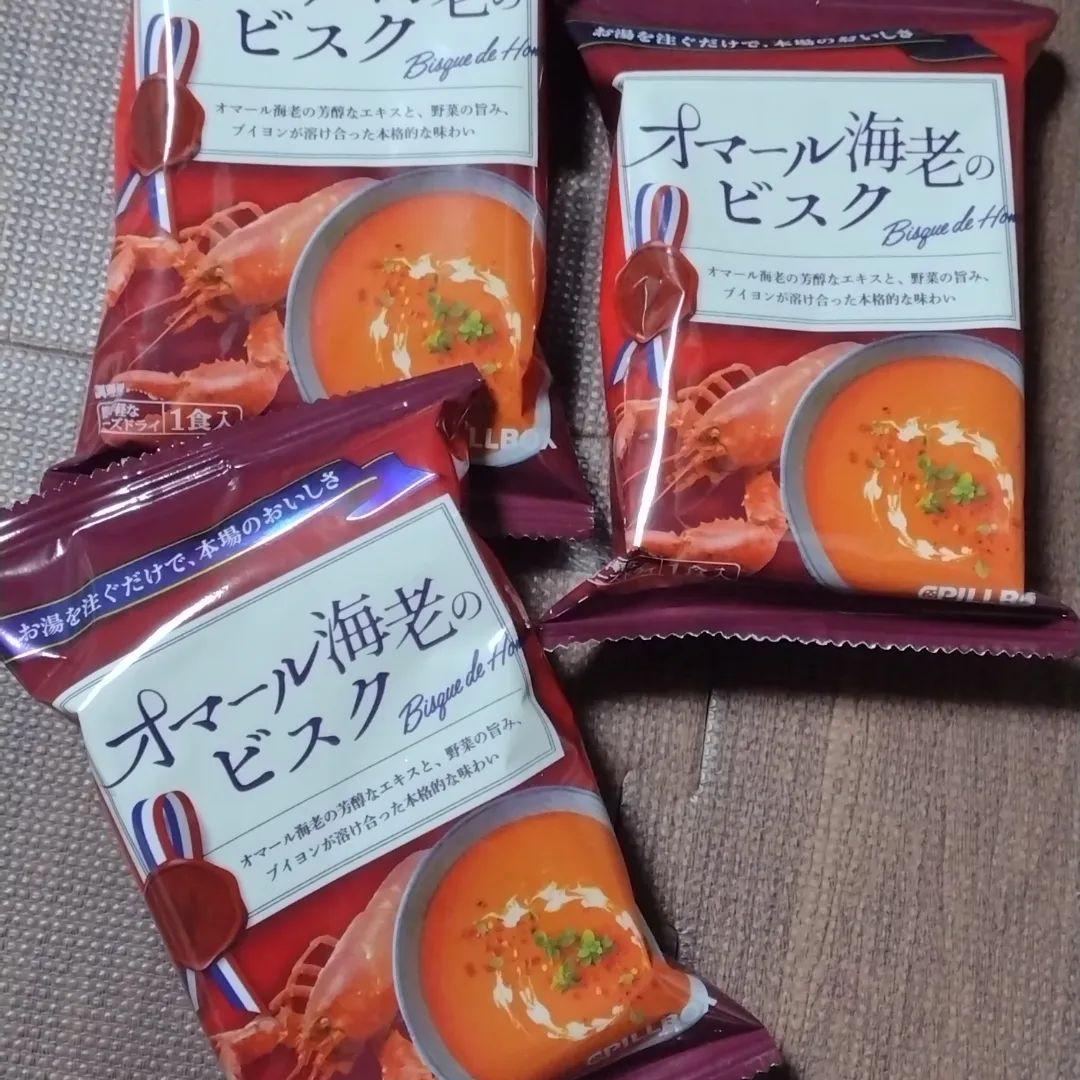 ビスク
Bisque de Hom
オマール海老の芳醇なエキスと、野菜の旨み、
ブイヨンが溶け合った本格的な味わい
1食入
PILLBOX
お湯を注ぐだけで、本場のおいしさ
オマール海老の
ビスク
Bisque de Hom
オマール海老の芳醇なエキスと、野菜の旨み、
ブイヨンが溶け合った本格的な味わい
1食入
PILLBO
お湯を注ぐだけで、本場のおいしさ
オマール海老の
ビスク
Bisque de Hom
オマール海老の芳醇なエキスと、野菜の旨み、
ブイヨンが溶け合った本格的な味わい
PILLBOX